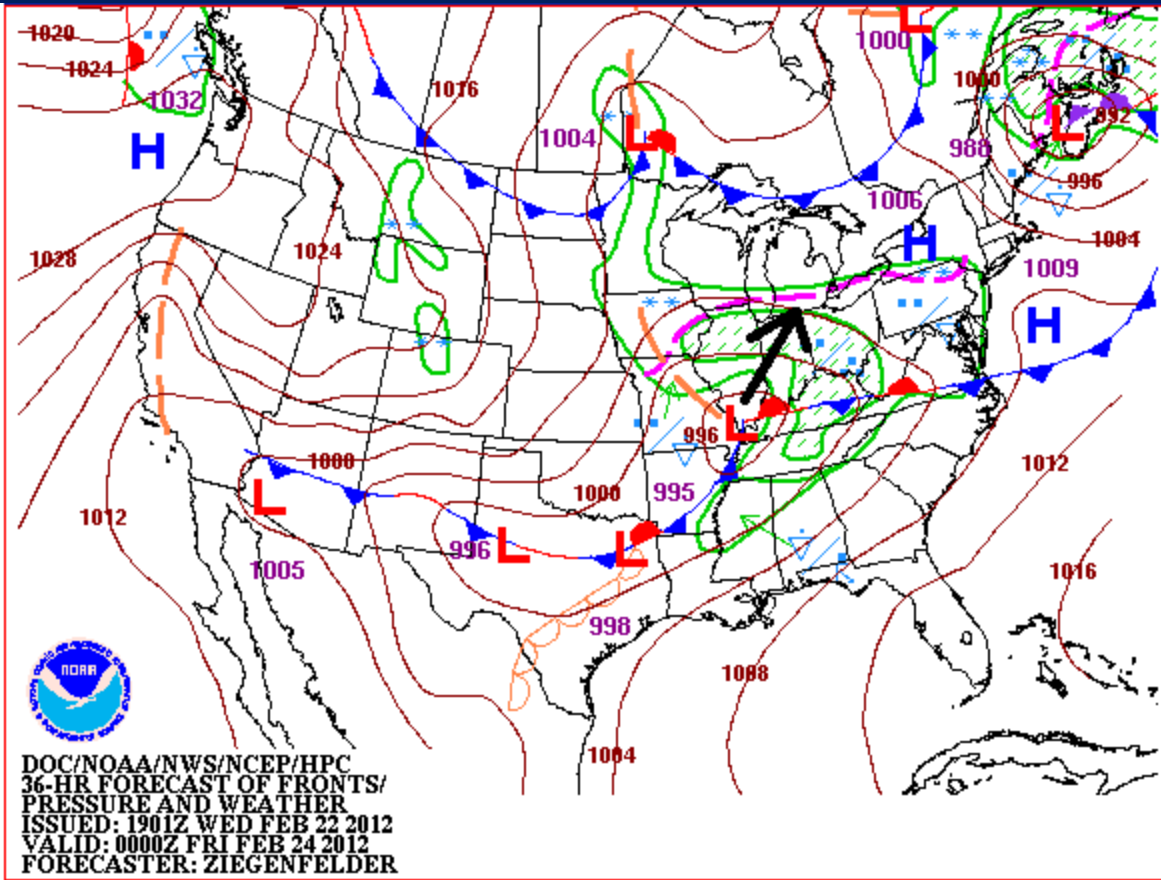 1020
1024
1032
H
1028
1024
1016
1004
L
L
1000
1000
L
992
988
996
1006
H
1004
1009
H
996
L
1000
1000
995
L
1012
1005
996
L
L
998
1012
1016
1008
1004
NOAA
DOC/NOAA/NWS/NCEP/HPC
36-HR FORECAST OF FRONTS/
PRESSURE AND WEATHER
ISSUED: 1901Z WED FEB 22 2012
VALID: 0000Z FRI FEB 24 2012
FORECASTER: ZIEGENFELDER